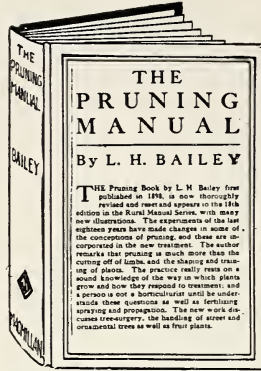 THE
PRUNING
MANUAL
BAILEY
MACMILLAN
THE
PRUNING
MANUAL
By L. H. BAILEY
THE Pruning Book by L. H Bailey first
published in 1898, is now thoroughly
revised and reset and appears in the 18th
edition in the Rural Manual Series, with many
new illustrations. The experiments of the last
eighteen years have made changes in some of
the conceptions of pruning, and these are in-
corporated in the new treatment. The author
remarks that pruning is much more than the
cutting off of limbs, and the shaping and train-
ing of plants. The practice really rests on a
sound knowledge of the way in which plants
grow and how they respond to treatment; and
a person is not a horticulturist until he under-
stands these questions as well as fertilizing
spraying and propagation. The new work dis-
cusses tree-surgery, the handling of street and
ornamental trees as well as fruit plants.